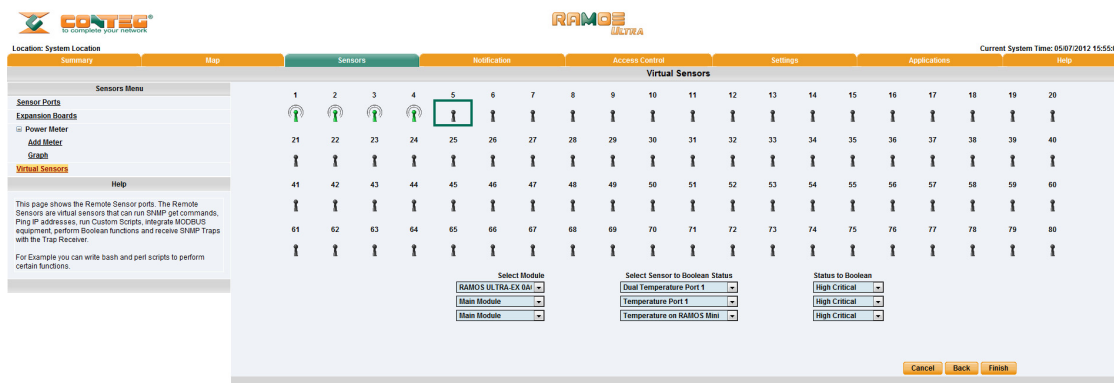 CONTEG®
to complete your network
RAMOS
ULTRA
Location: System Location
Current System Time: 05/07/2012 15:55:
Summary Map Sensors Notification Access Control Settings Applications Help
Virtual Sensors
Sensors Menu
Sensor Ports
Expansion Boards
Power Meter
Add Meter
Graph
Virtual Sensors
Help
This page shows the Remote Sensor ports. The Remote
Sensors are virtual sensors that can run SNMP get commands,
Ping IP addresses, run Custom Scripts, integrate MODBUS
equipment, perform Boolean functions and receive SNMP Traps
with the Trap Receiver.
For Example you can write bash and perl scripts to perform
certain functions.
1 2 3 4 5 6 7 8 9 10 11 12 13 14 15 16 17 18 19 20
21 22 23 24 25 26 27 28 29 30 31 32 33 34 35 36 37 38 39 40
41 42 43 44 45 46 47 48 49 50 51 52 53 54 55 56 57 58 59 60
61 62 63 64 65 66 67 68 69 70 71 72 73 74 75 76 77 78 79 80
Select Module Select Sensor to Boolean Status Status to Boolean
RAMOS ULTRA-EX Dual Temperature Port 1 High Critical
Main Module Temperature Port 1 High Critical
Main Module Temperature on RAMOS Mini High Critical
Cancel Back Finish